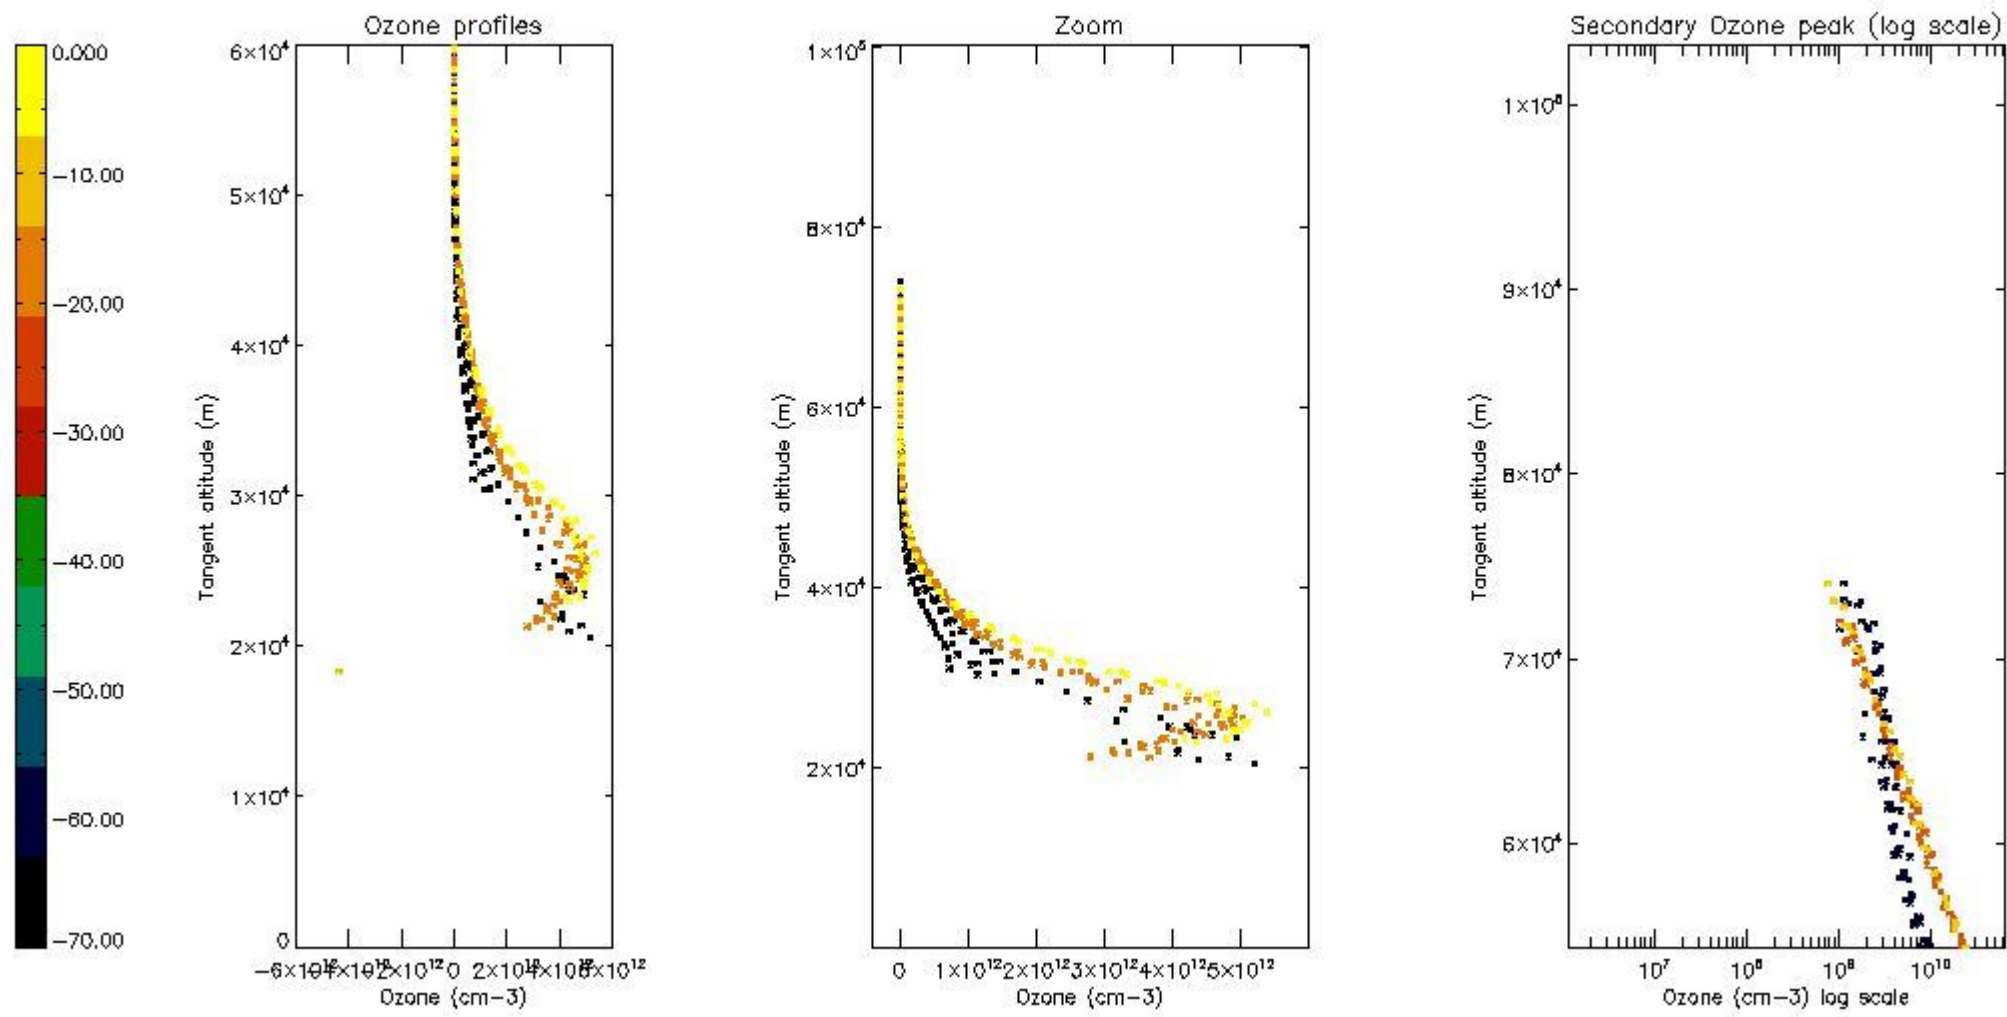 Ozone profiles
Zoom
Secondary Ozone peak (log scale)
0.000
-10.00
-20.00
-30.00
-40.00
-50.00
-60.00
-70.00
6×10⁴
5×10⁴
4×10⁴
3×10⁴
2×10⁴
1×10⁴
0
Tangent altitude (m)
0
Ozone (cm-3)
1×10⁵
8×10⁴
6×10⁴
4×10⁴
2×10⁴
Tangent altitude (m)
0 1×10¹² 2×10¹² 3×10¹² 4×10¹² 5×10¹²
Ozone (cm-3)
9×10⁴
8×10⁴
7×10⁴
6×10⁴
Tangent altitude (m)
10⁷ 10¹⁰
Ozone (cm-3) log scale